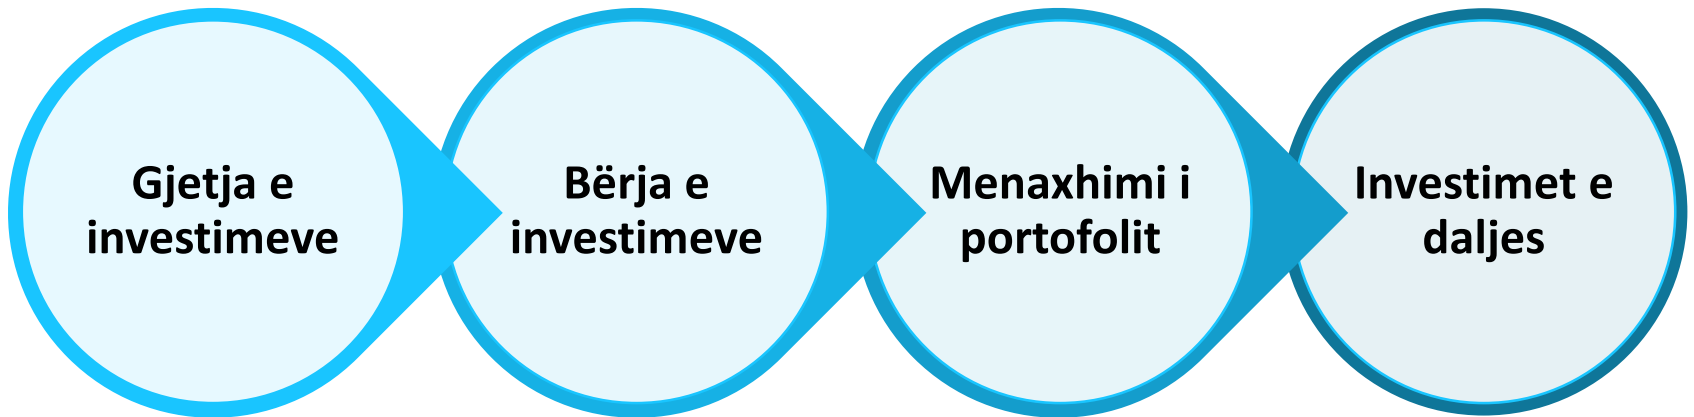 Gjetja e
investimeve
Bërja e
investimeve
Menaxhimi i
portofolit
Investimet e
daljes